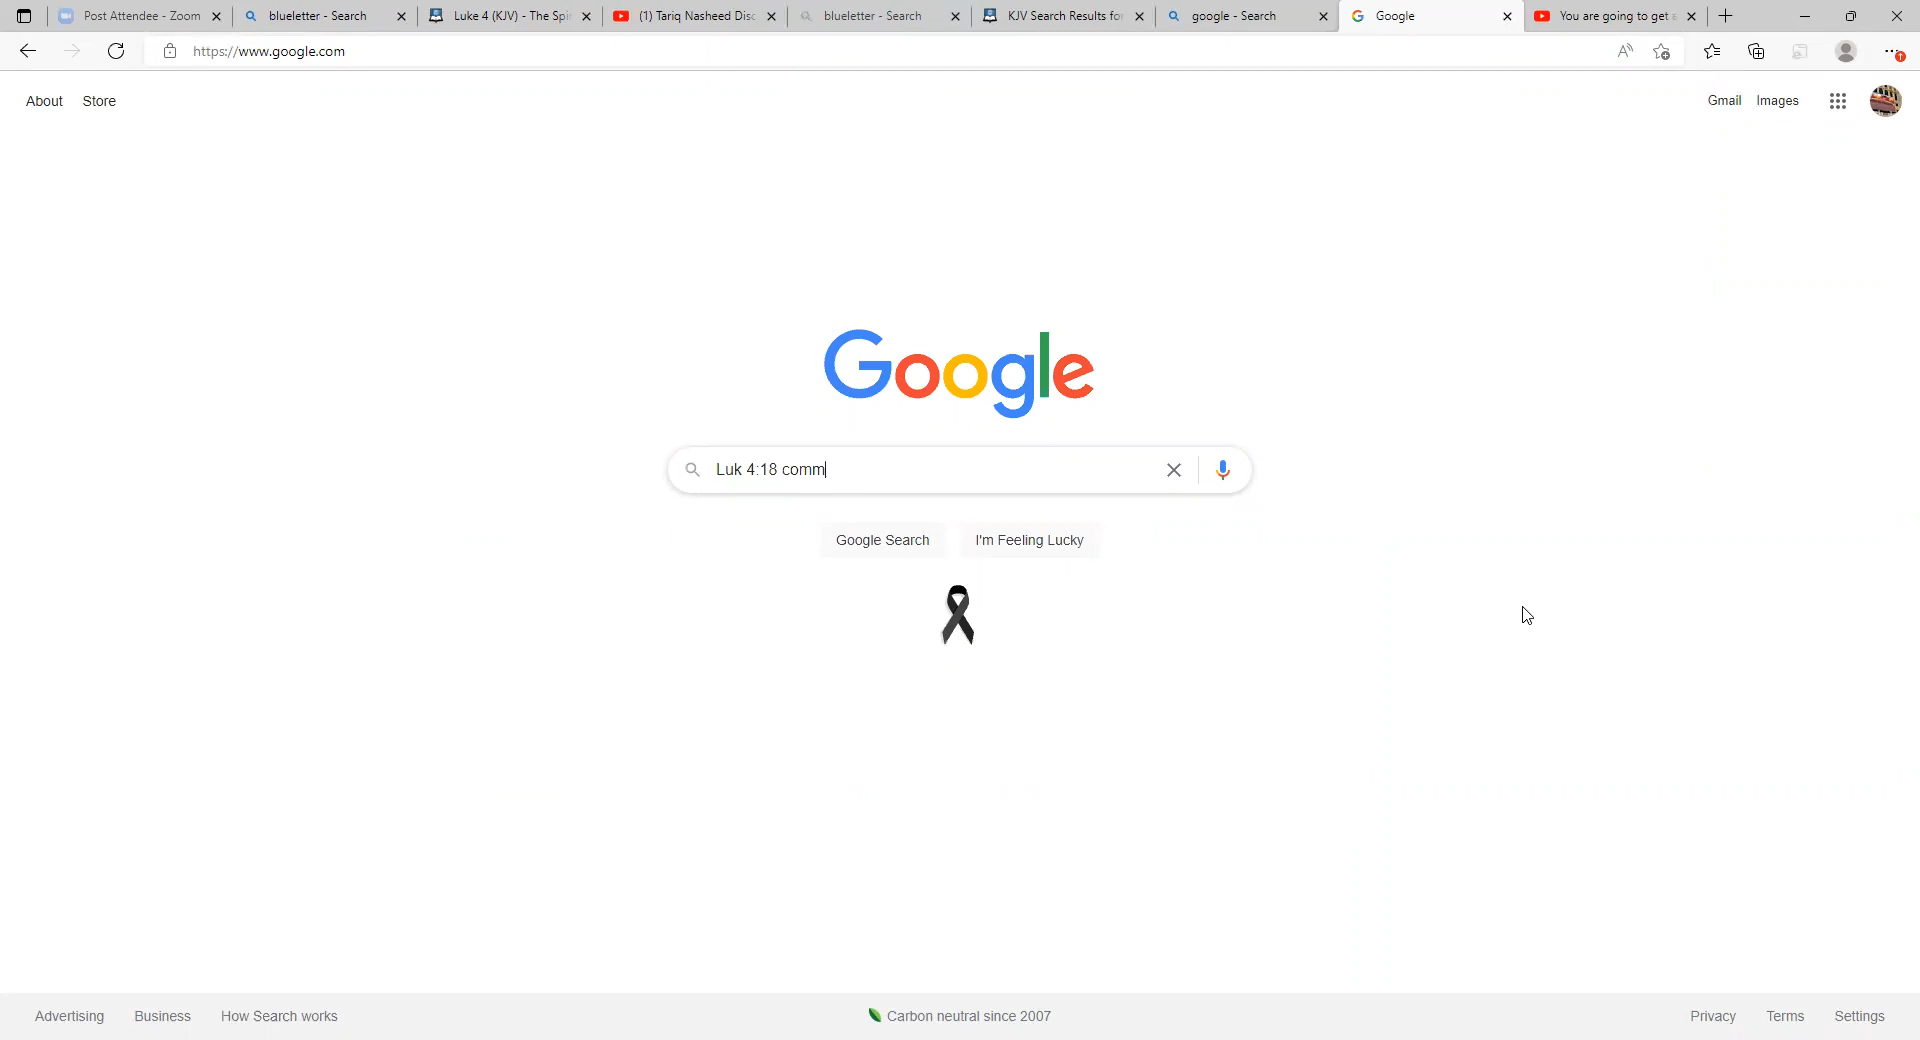 Post Attendee - Zoom
blueletter - Search
Luke 4 (KJV) - The Spi
(1) Tariq Nasheed Disc
blueletter - Search
KJV Search Results fo
google - Search
Google
You are going to get
https://www.google.com
About Store
Gmail Images
Google
Luk 4:18 comm
Google Search I'm Feeling Lucky
Advertising Business How Search works
Carbon neutral since 2007
Privacy Terms Settings